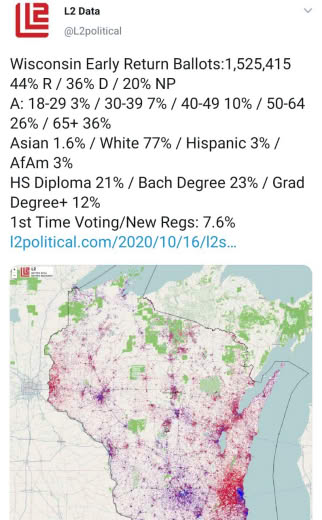 L2 Data
@L2political
Wisconsin Early Return Ballots:1,525,415
44% R / 36% D / 20% NP
A: 18-29 3% / 30-39 7% / 40-49 10% / 50-64
26% / 65+ 36%
Asian 1.6% / White 77% / Hispanic 3% /
AfAm 3%
HS Diploma 21% / Bach Degree 23% / Grad
Degree+ 12%
1st Time Voting/New Regs: 7.6%
l2political.com/2020/10/16/l2s...
L2